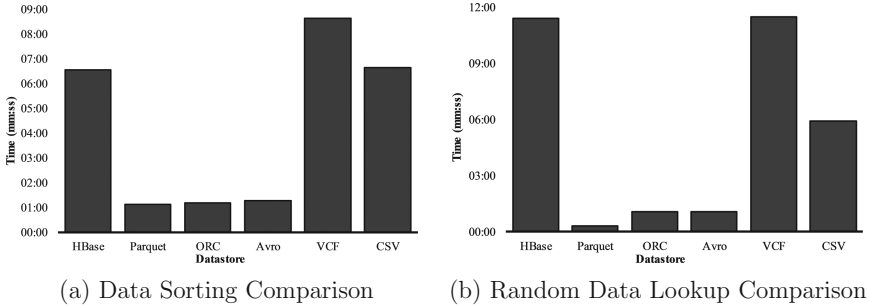 09:00
08:00
07:00
06:00
05:00
04:00
03:00
02:00
01:00
00:00
Time (mm:ss)
HBase Parquet ORC Avro VCF CSV
Datastore
(a) Data Sorting Comparison
12:00
09:00
06:00
03:00
00:00
Time (mm:ss)
HBase Parquet ORC Avro VCF CSV
Datastore
(b) Random Data Lookup Comparison